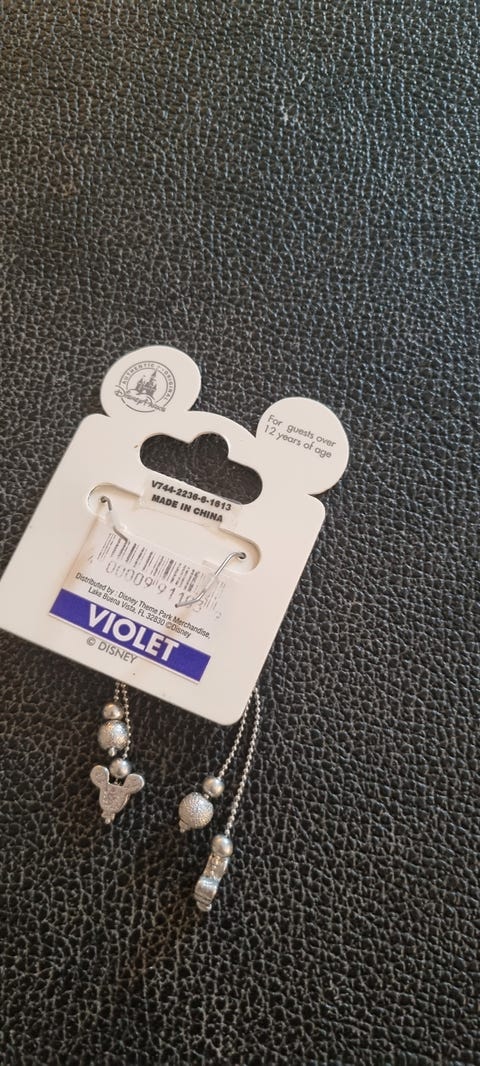 AUTHENTIC ORIGINAL
Disney Parks
For guests over
12 years of age
V744-2236-6-1613
MADE IN CHINA
Distributed by : Disney Theme Park Merchandise.
Lake Buena Vista, FL 32830 ©Disney
VIOLET
© DISNEY